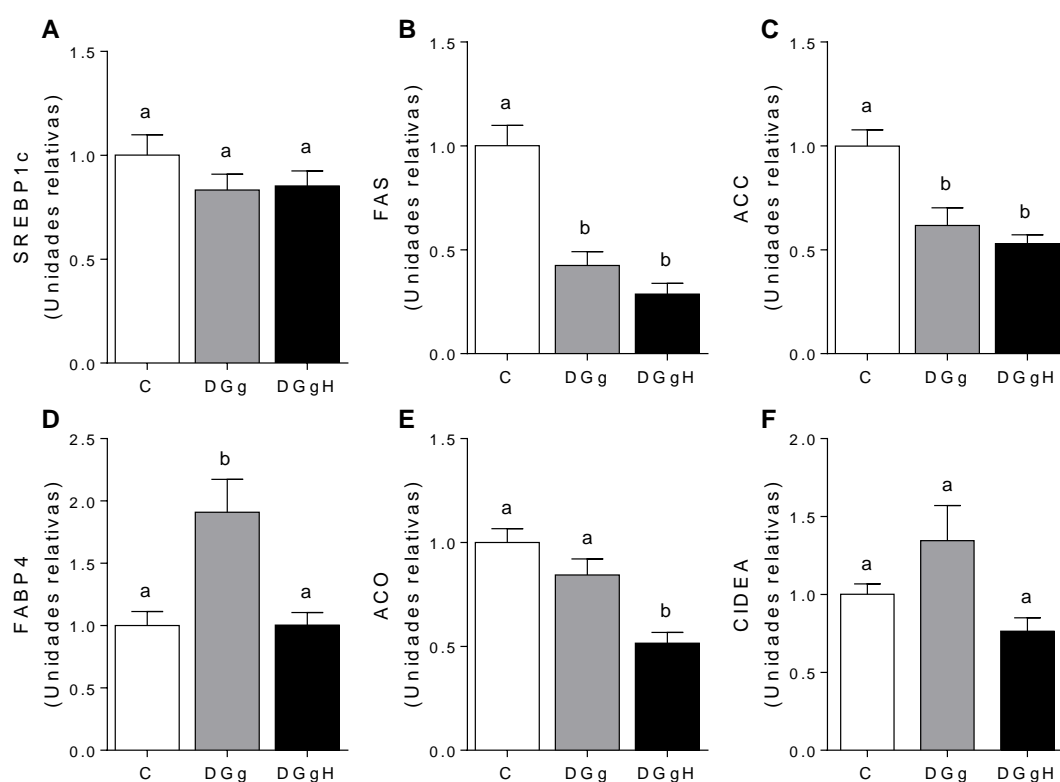 A
SREBP1c
(Unidades relativas)
1.5
1.0
0.5
0.0
a
a
a
C
DGg
DGgH
B
FAS
(Unidades relativas)
1.5
1.0
0.5
0.0
a
b
b
C
DGg
DGgH
C
ACC
(Unidades relativas)
1.5
1.0
0.5
0.0
a
b
b
C
DGg
DGgH
D
FABP4
(Unidades relativas)
2.5
2.0
1.5
1.0
0.5
0.0
a
b
a
C
DGg
DGgH
E
ACO
(Unidades relativas)
1.5
1.0
0.5
0.0
a
a
b
C
DGg
DGgH
F
CIDEA
(Unidades relativas)
2.0
1.5
1.0
0.5
0.0
a
a
a
C
DGg
DGgH